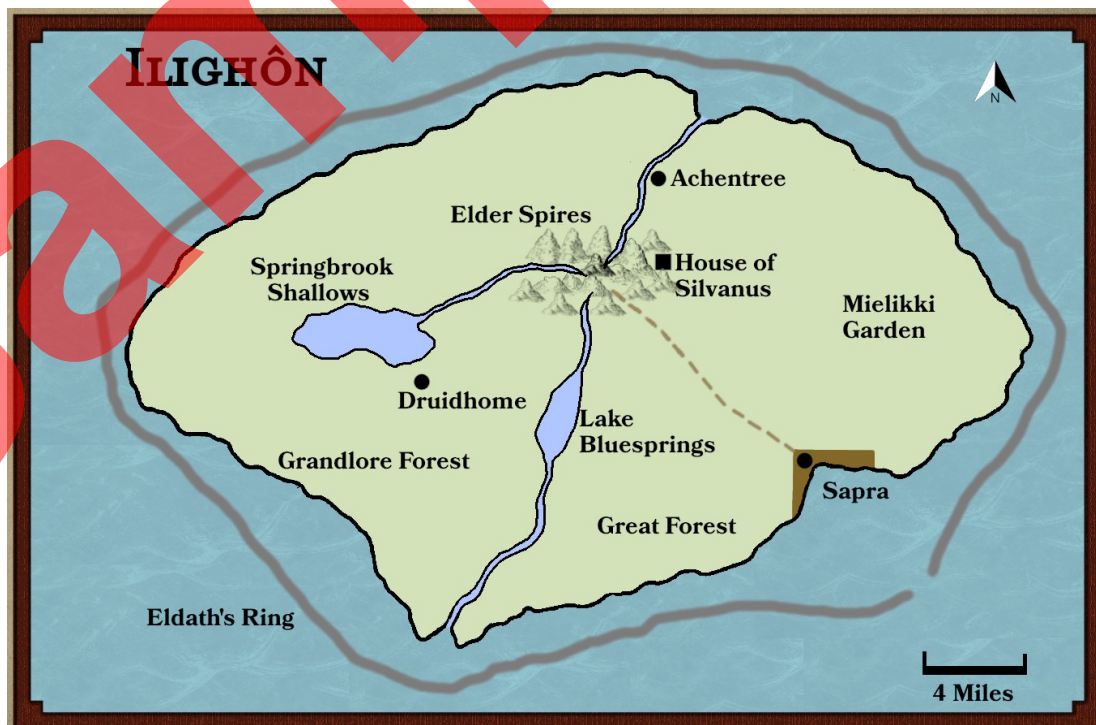 ILIGHÔN
N
Achentree
Elder Spires
Springbrook
Shallows
House of
Silvanus
Mielikki
Garden
Druidhome
Lake
Bluesprings
Grandlore Forest
Sapra
Great Forest
Eldath's Ring
4 Miles